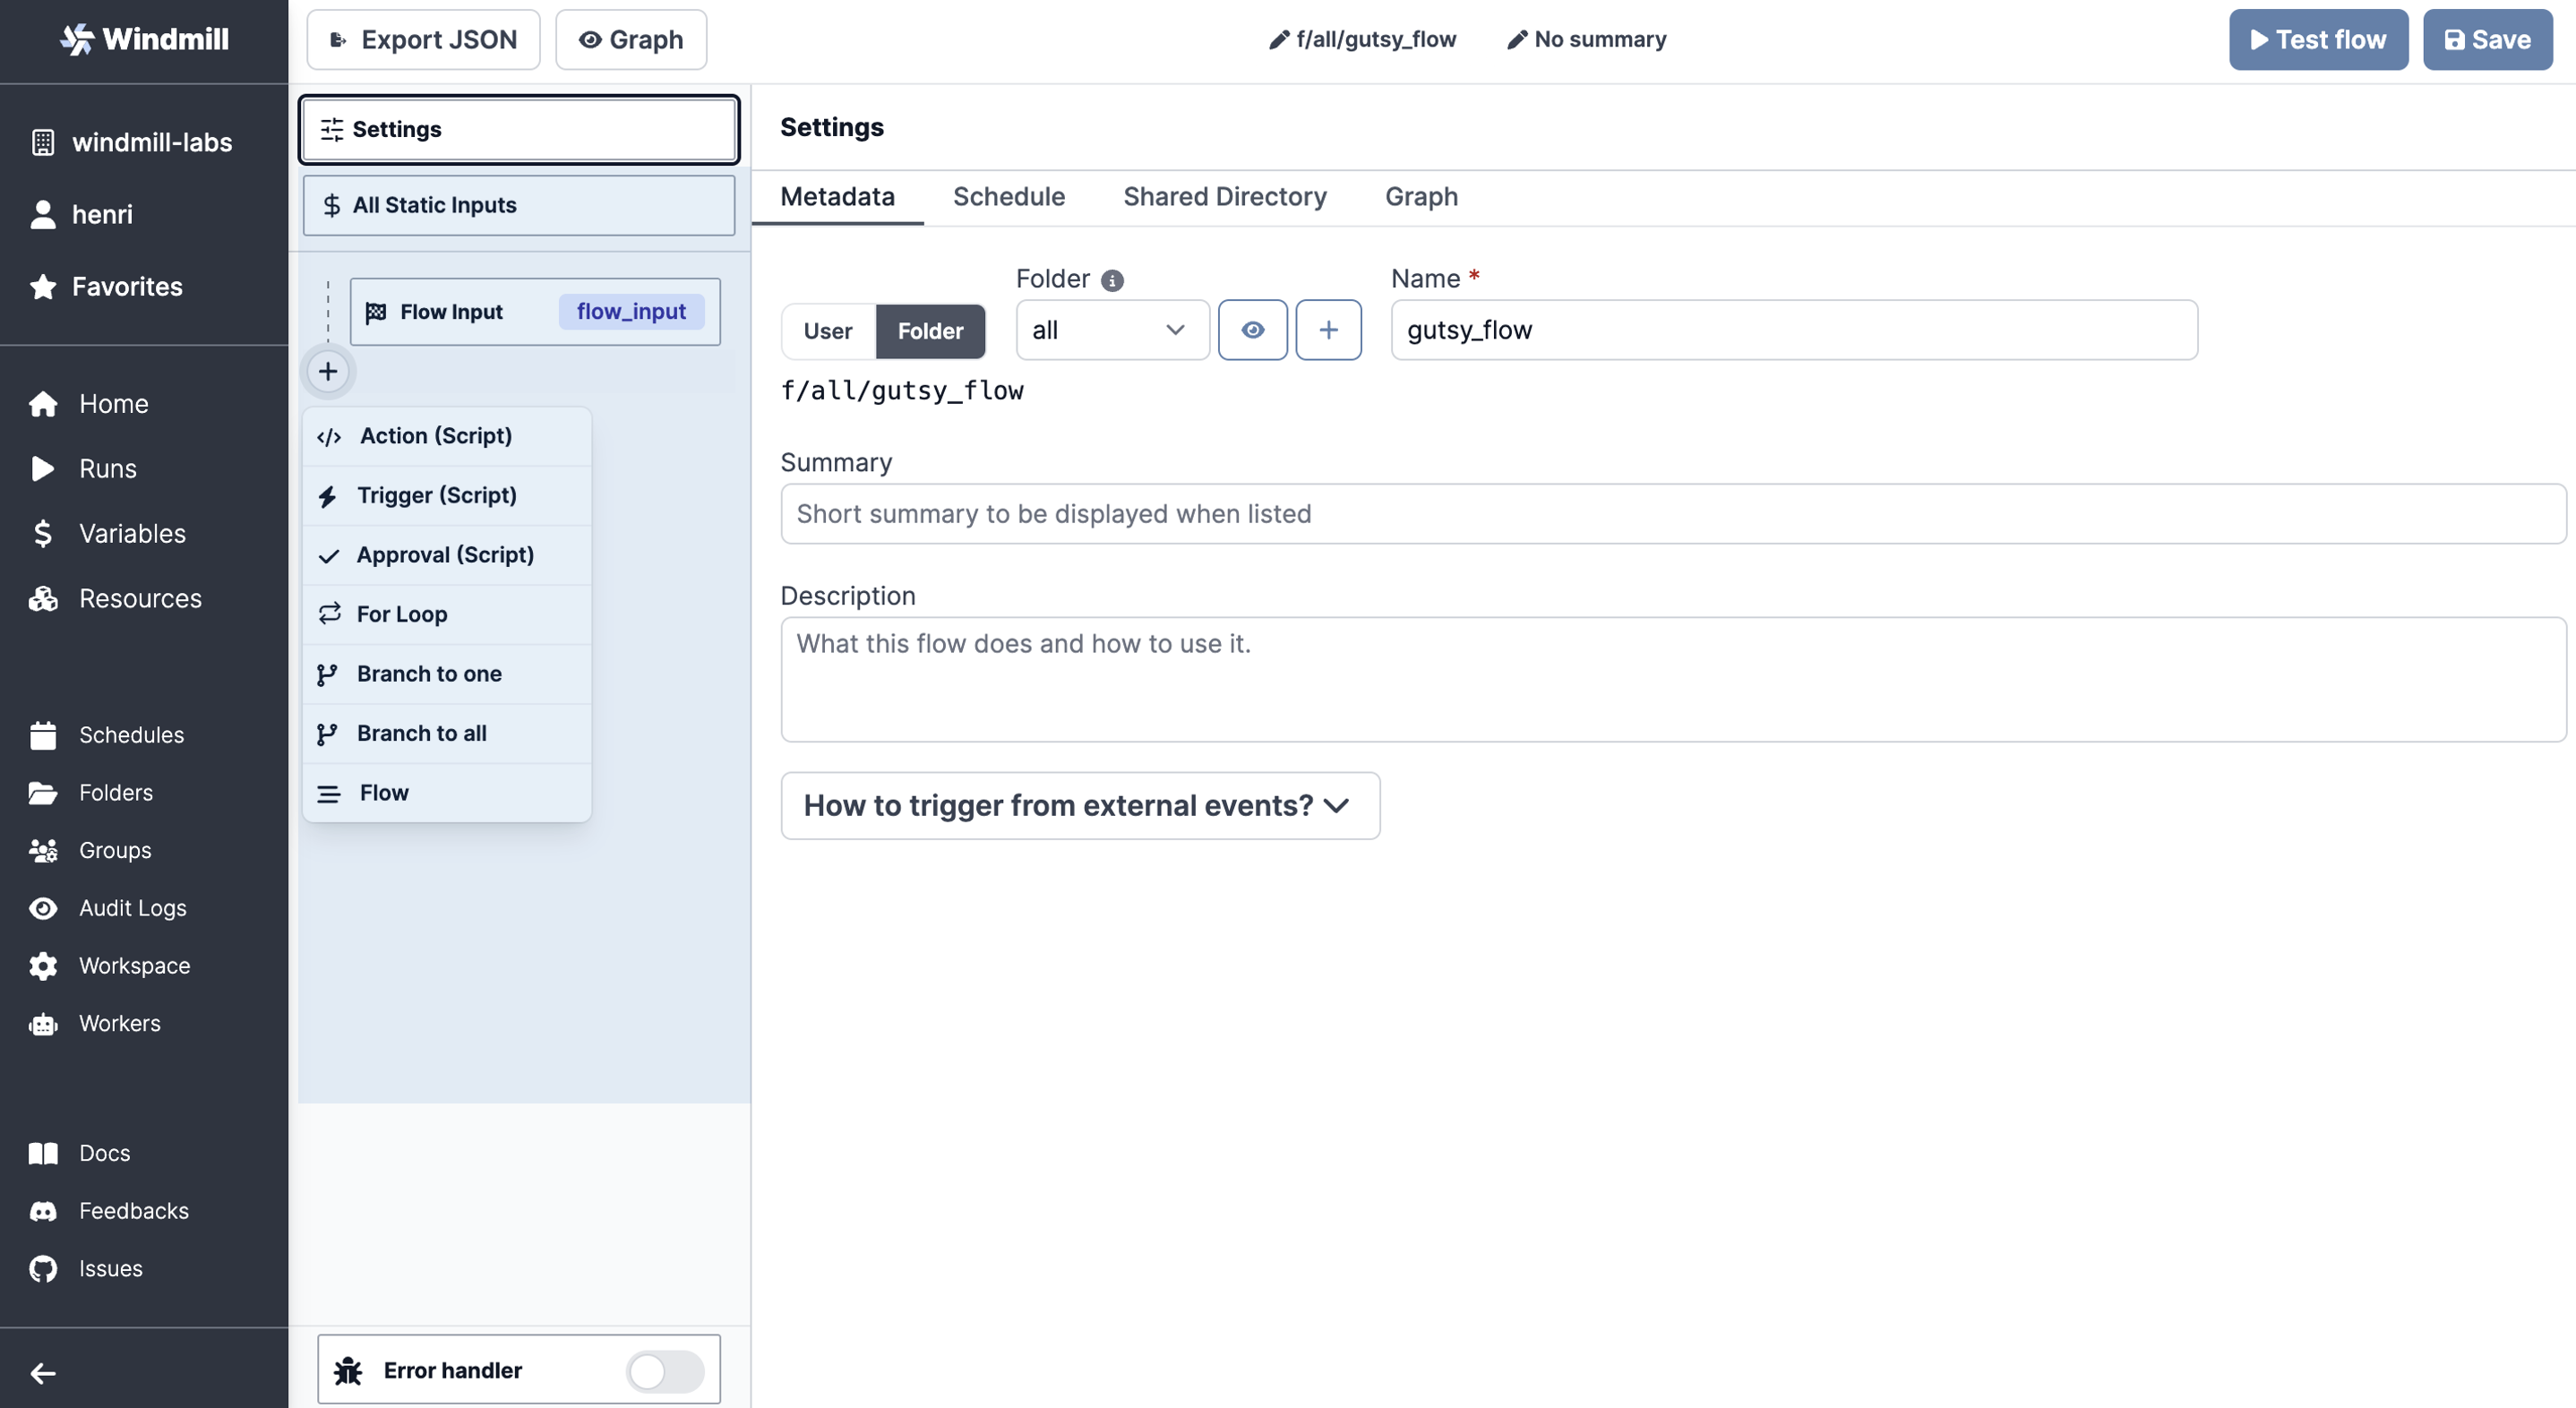 Windmill
windmill-labs
henri
Favorites
Home
Runs
Variables
Resources
Schedules
Folders
Groups
Audit Logs
Workspace
Workers
Docs
Feedbacks
Issues
Export JSON
Graph
f/all/gutsy_flow
No summary
Test flow
Save
Settings
All Static Inputs
Flow Input
flow_input
Action (Script)
Trigger (Script)
Approval (Script)
For Loop
Branch to one
Branch to all
Flow
Error handler
Settings
Metadata
Schedule
Shared Directory
Graph
User
Folder
Folder
all
Name *
gutsy_flow
f/all/gutsy_flow
Summary
Short summary to be displayed when listed
Description
What this flow does and how to use it.
How to trigger from external events?